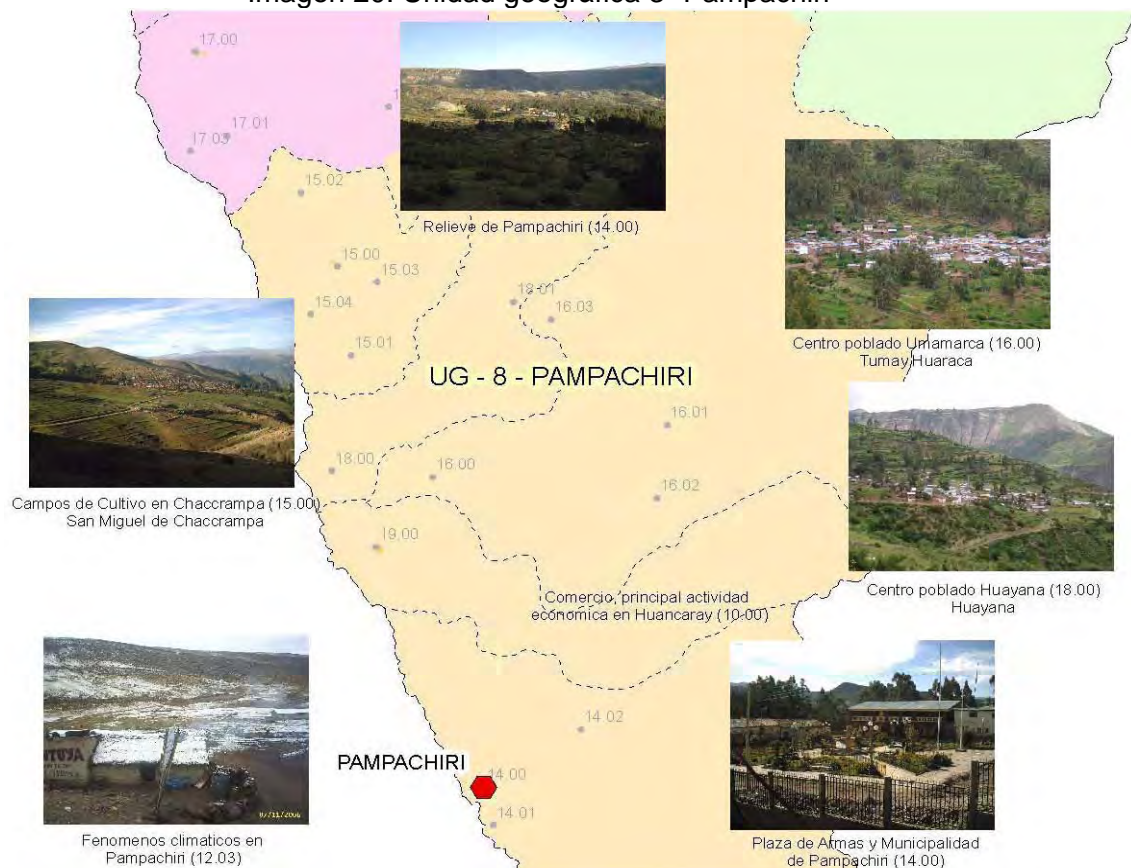 Imagen 20. Unidad geográfica 8- Pampachiri
17.00
17.01
17.03
15.02
Relieve de Pampachiri (14.00)
15.00
15.03
15.04
18.01
16.03
15.01
Centro poblado Umamarca (16.00)
Tumay Huaraca
UG - 8 - PAMPACHIRI
16.01
18.00
16.00
16.02
Campos de Cultivo en Chaccrampa (15.00)
San Miguel de Chaccrampa
19.00
Centro poblado Huayana (18.00)
Huayana
Comercio, principal actividad
economica en Huancaray (10.00)
14.02
PAMPACHIRI
14.00
14.01
07/11/2006
Fenomenos climaticos en
Pampachiri (12.03)
Plaza de Armas y Municipalidad
de Pampachiri (14.00)